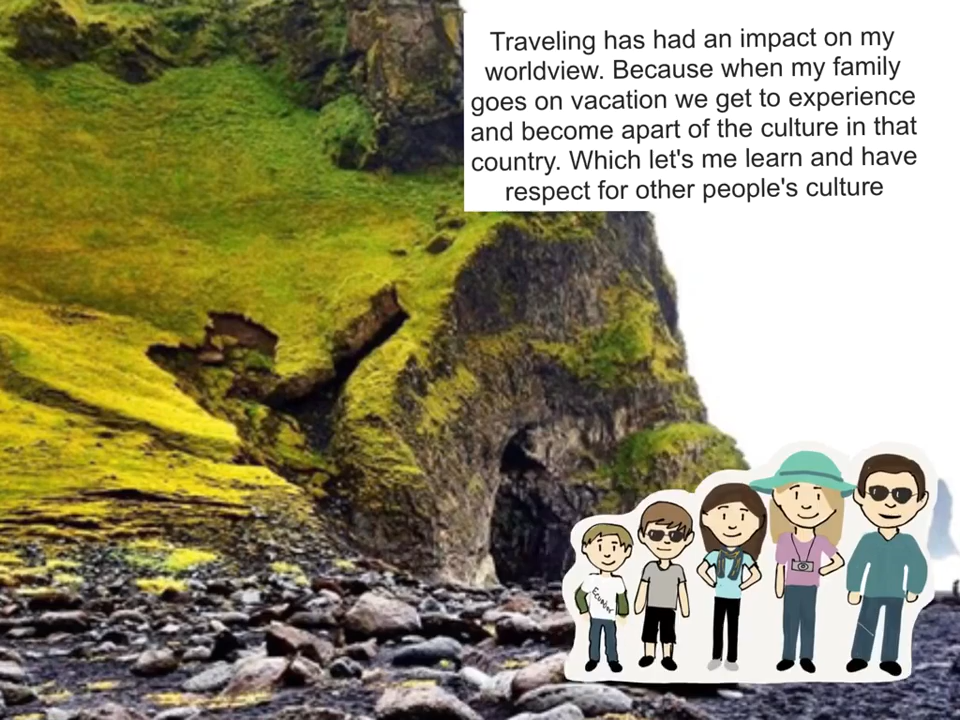 Traveling has had an impact on my
worldview. Because when my family
goes on vacation we get to experience
and become apart of the culture in that
country. Which let's me learn and have
respect for other people's culture
Ecuador